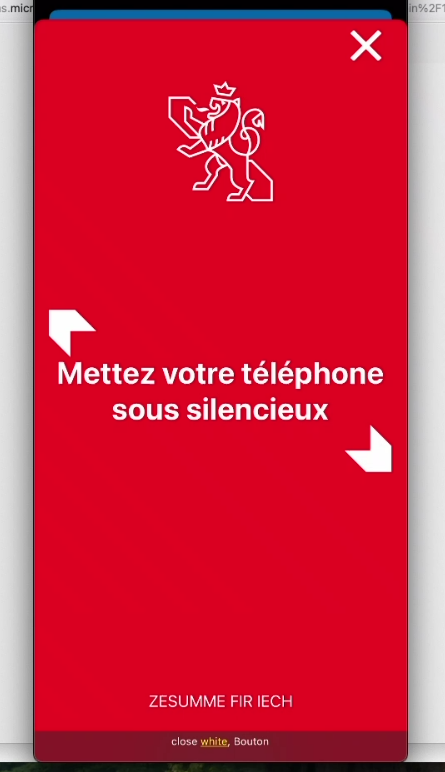 Mettez votre téléphone
sous silencieux
ZESUMME FIR IECH
close white, Bouton